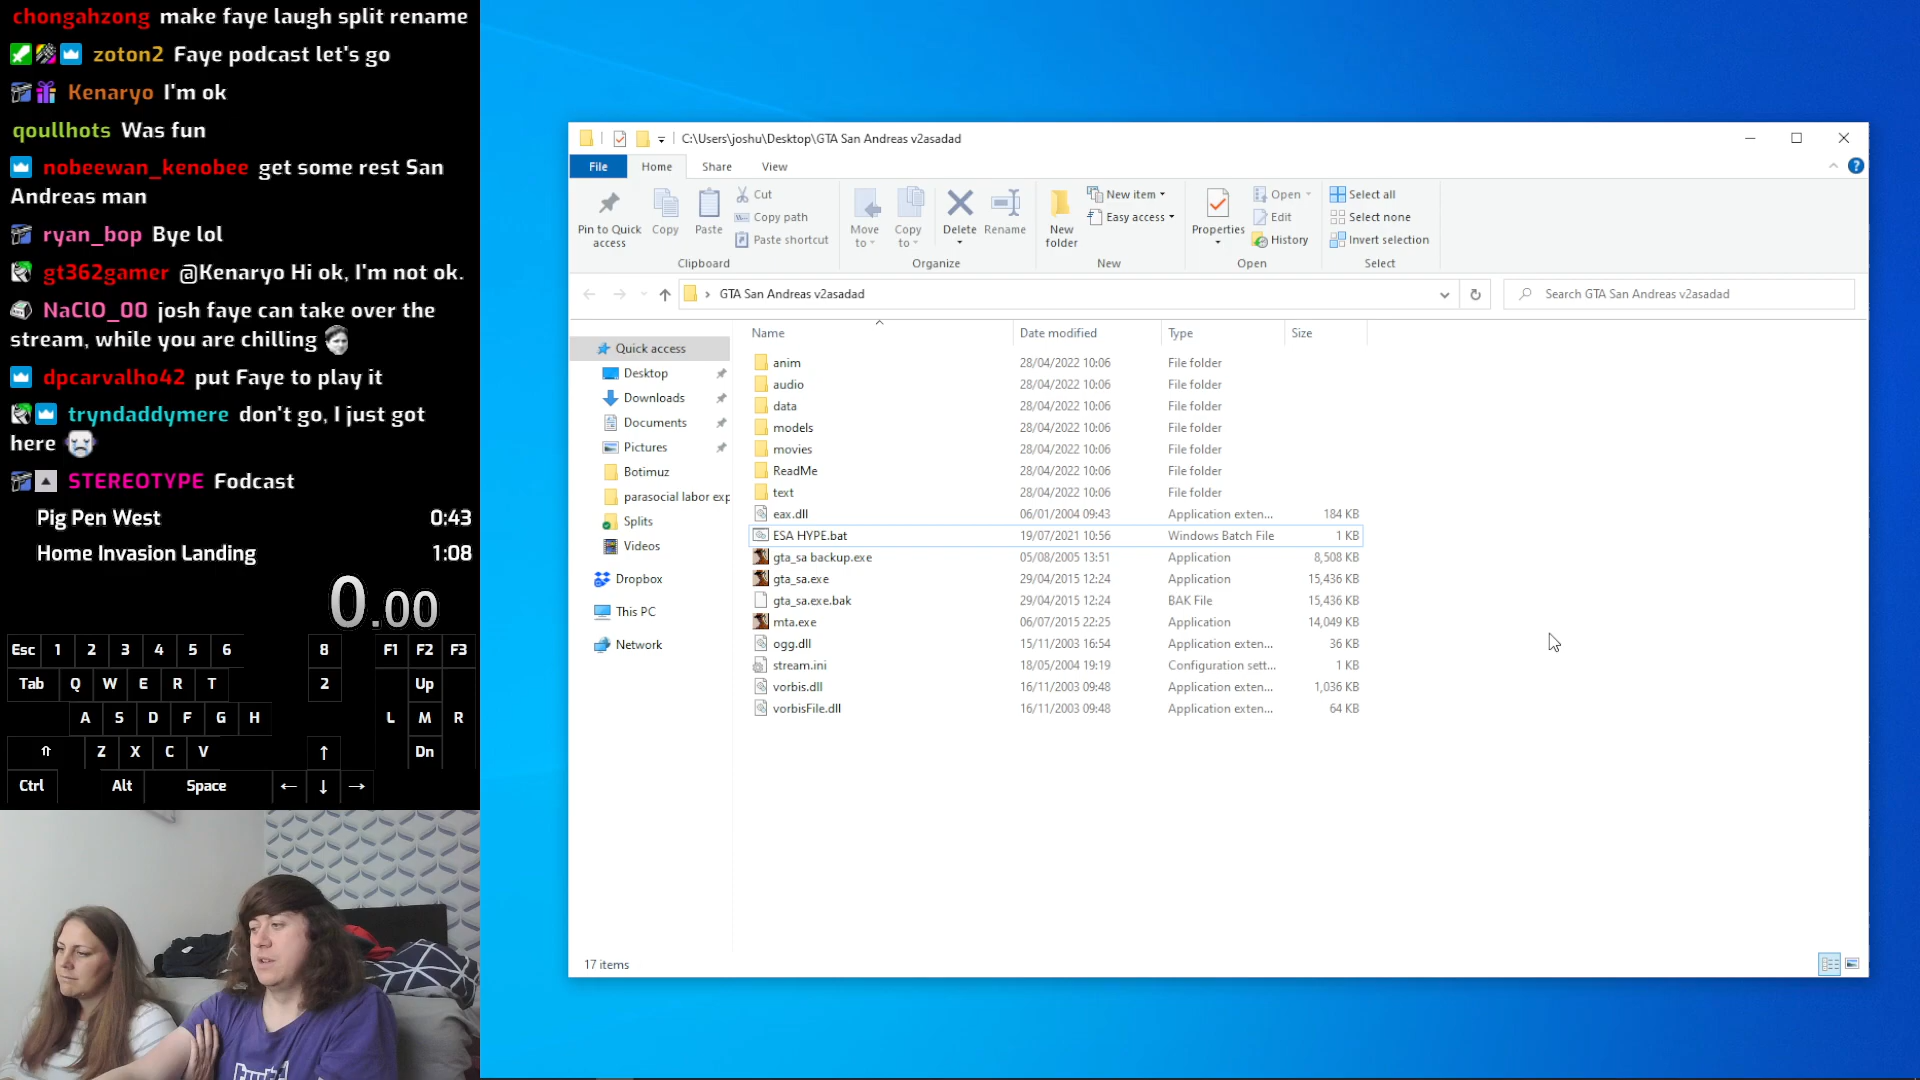 chongahzong make faye laugh split rename
zoton2 Faye podcast let's go
Kenaryo I'm ok
qoullhots Was fun
nobeewan_kenobee get some rest San
Andreas man
ryan_bop Bye lol
gt362gamer @Kenaryo Hi ok, I'm not ok.
NaClO_00 josh faye can take over the
stream, while you are chilling
dpcarvalho42 put Faye to play it
tryndaddymere don't go, I just got
here
STEREOTYPE Fodcast
Pig Pen West 0:43
Home Invasion Landing 1:08
0.00
Esc 1 2 3 4 5 6 8 F1 F2 F3
Tab Q W E R T 2 Up
A S D F G H L M R
⇧ Z X C V ↑ Dn
Ctrl Alt Space ← ↓ →
C:\Users\joshu\Desktop\GTA San Andreas v2asadad
File Home Share View
Pin to Quick
access
Copy
Paste
Cut
Copy path
Paste shortcut
Clipboard
Move
to
Copy
to
Delete
Rename
Organize
New
folder
New item
Easy access
New
Properties
Open
Edit
History
Open
Select all
Select none
Invert selection
Select
GTA San Andreas v2asadad
Search GTA San Andreas v2asadad
Quick access
Desktop
Downloads
Documents
Pictures
Botimuz
parasocial labor exp
Splits
Videos
Dropbox
This PC
Network
Name Date modified Type Size
anim 28/04/2022 10:06 File folder
audio 28/04/2022 10:06 File folder
data 28/04/2022 10:06 File folder
models 28/04/2022 10:06 File folder
movies 28/04/2022 10:06 File folder
ReadMe 28/04/2022 10:06 File folder
text 28/04/2022 10:06 File folder
eax.dll 06/01/2004 09:43 Application exten... 184 KB
ESA HYPE.bat 19/07/2021 10:56 Windows Batch File 1 KB
gta_sa backup.exe 05/08/2005 13:51 Application 8,508 KB
gta_sa.exe 29/04/2015 12:24 Application 15,436 KB
gta_sa.exe.bak 29/04/2015 12:24 BAK File 15,436 KB
mta.exe 06/07/2015 22:25 Application 14,049 KB
ogg.dll 15/11/2003 16:54 Application exten... 36 KB
stream.ini 18/05/2004 19:19 Configuration sett... 1 KB
vorbis.dll 16/11/2003 09:48 Application exten... 1,036 KB
vorbisFile.dll 16/11/2003 09:48 Application exten... 64 KB
17 items